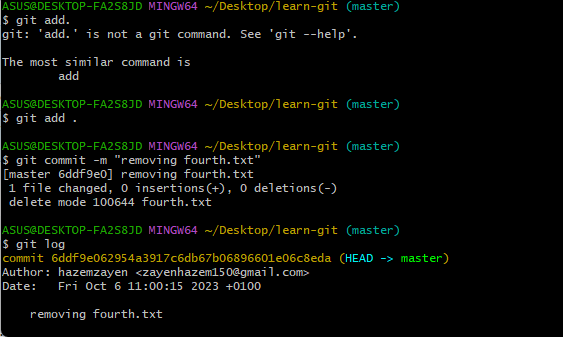 ASUS@DESKTOP-FA2S8JD MINGW64 ~/Desktop/learn-git (master)
$ git add.
git: 'add.' is not a git command. See 'git --help'.
The most similar command is
add
ASUS@DESKTOP-FA2S8JD MINGW64 ~/Desktop/learn-git (master)
$ git add .
ASUS@DESKTOP-FA2S8JD MINGW64 ~/Desktop/learn-git (master)
$ git commit -m "removing fourth.txt"
[master 6ddf9e0] removing fourth.txt
1 file changed, 0 insertions(+), 0 deletions(-)
delete mode 100644 fourth.txt
ASUS@DESKTOP-FA2S8JD MINGW64 ~/Desktop/learn-git (master)
$ git log
commit 6ddf9e062954a3917c6db67b06896601e06c8eda (HEAD -> master)
Author: hazemzayen <zayenhazem150@gmail.com>
Date:   Fri Oct 6 11:00:15 2023 +0100
removing fourth.txt